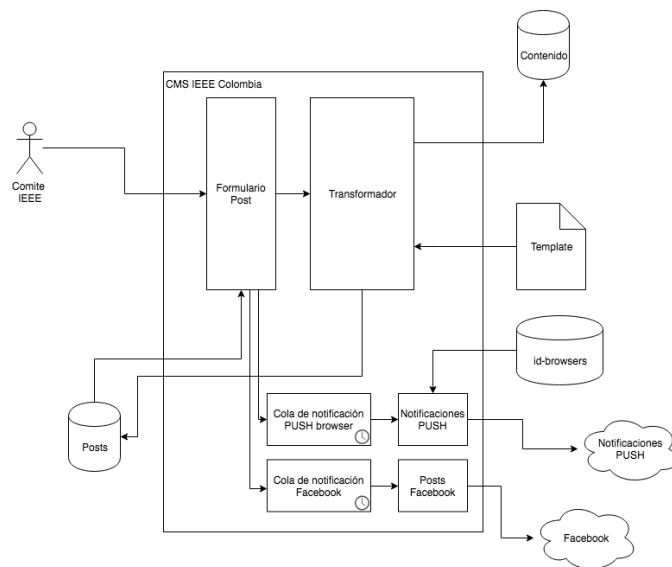 Contenido
CMS IEEE Colombia
Comite
IEEE
Formulario
Post
Transformador
Template
id-browsers
Posts
Cola de notificación
PUSH browser
Notificaciones
PUSH
Notificaciones
PUSH
Cola de notificación
Facebook
Posts
Facebook
Facebook